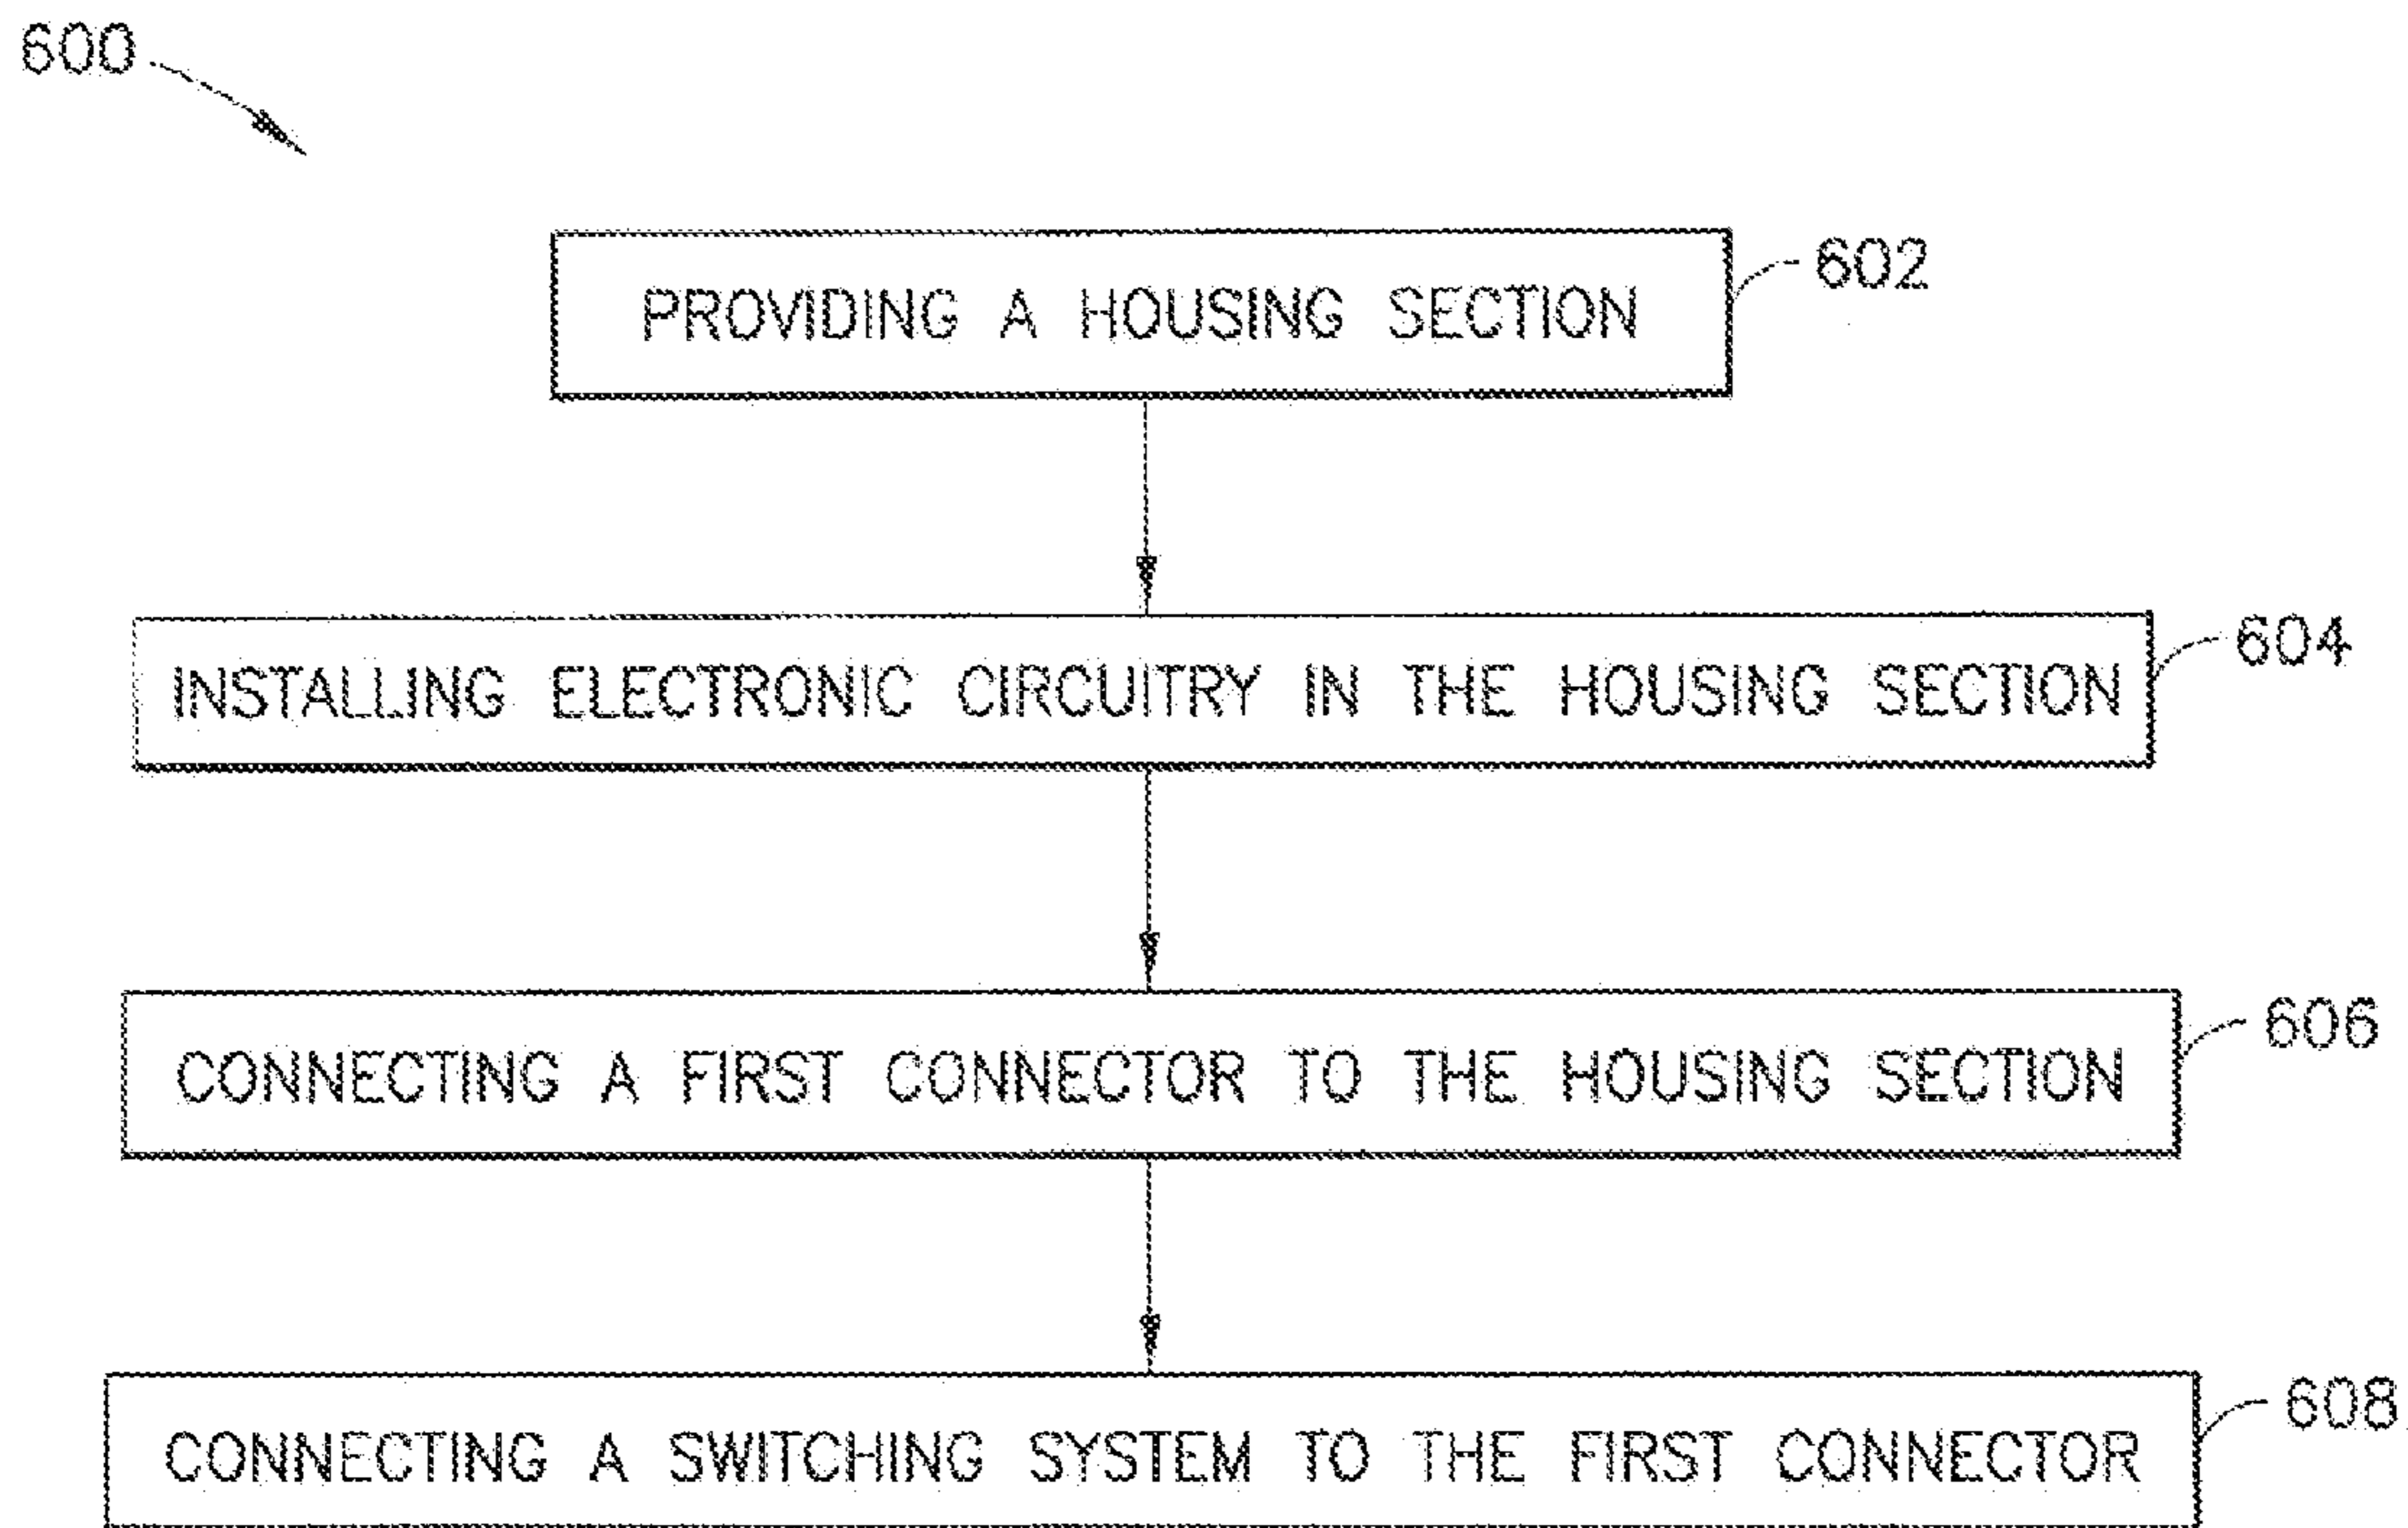 600
PROVIDING A HOUSING SECTION
602
INSTALLING ELECTRONIC CIRCUITRY IN THE HOUSING SECTION
604
CONNECTING A FIRST CONNECTOR TO THE HOUSING SECTION
606
CONNECTING A SWITCHING SYSTEM TO THE FIRST CONNECTOR
608